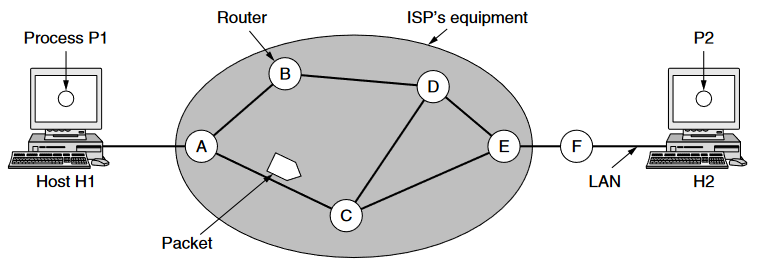 Router
ISP's equipment
Process P1
P2
B
D
A
E
F
C
Host H1
LAN
H2
Packet